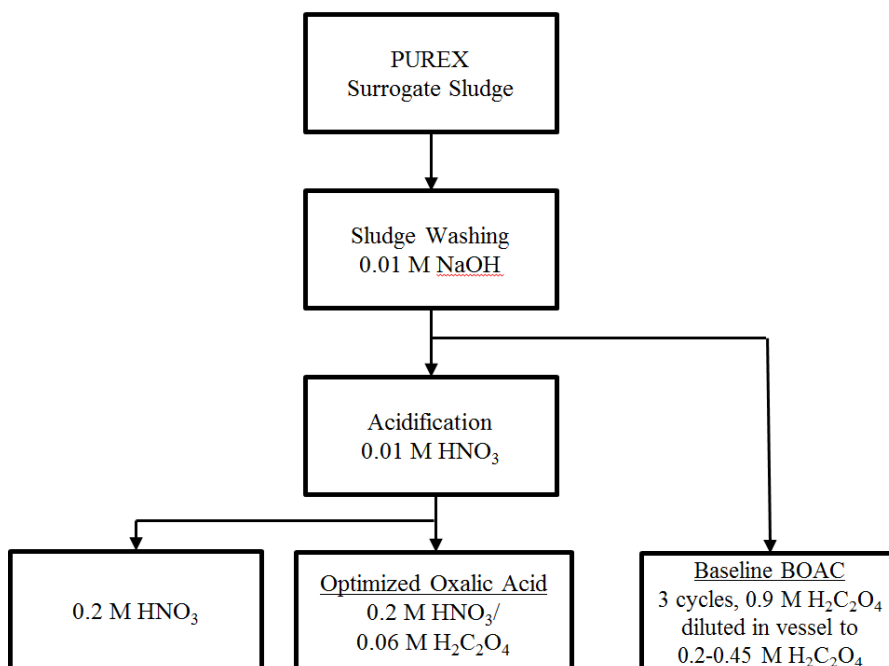 PUREX
Surrogate Sludge
Sludge Washing
0.01 M NaOH
Acidification
0.01 M HNO₃
0.2 M HNO₃
Optimized Oxalic Acid
0.2 M HNO₃/
0.06 M H₂C₂O₄
Baseline BOAC
3 cycles, 0.9 M H₂C₂O₄
diluted in vessel to
0.2-0.45 M H₂C₂O₄